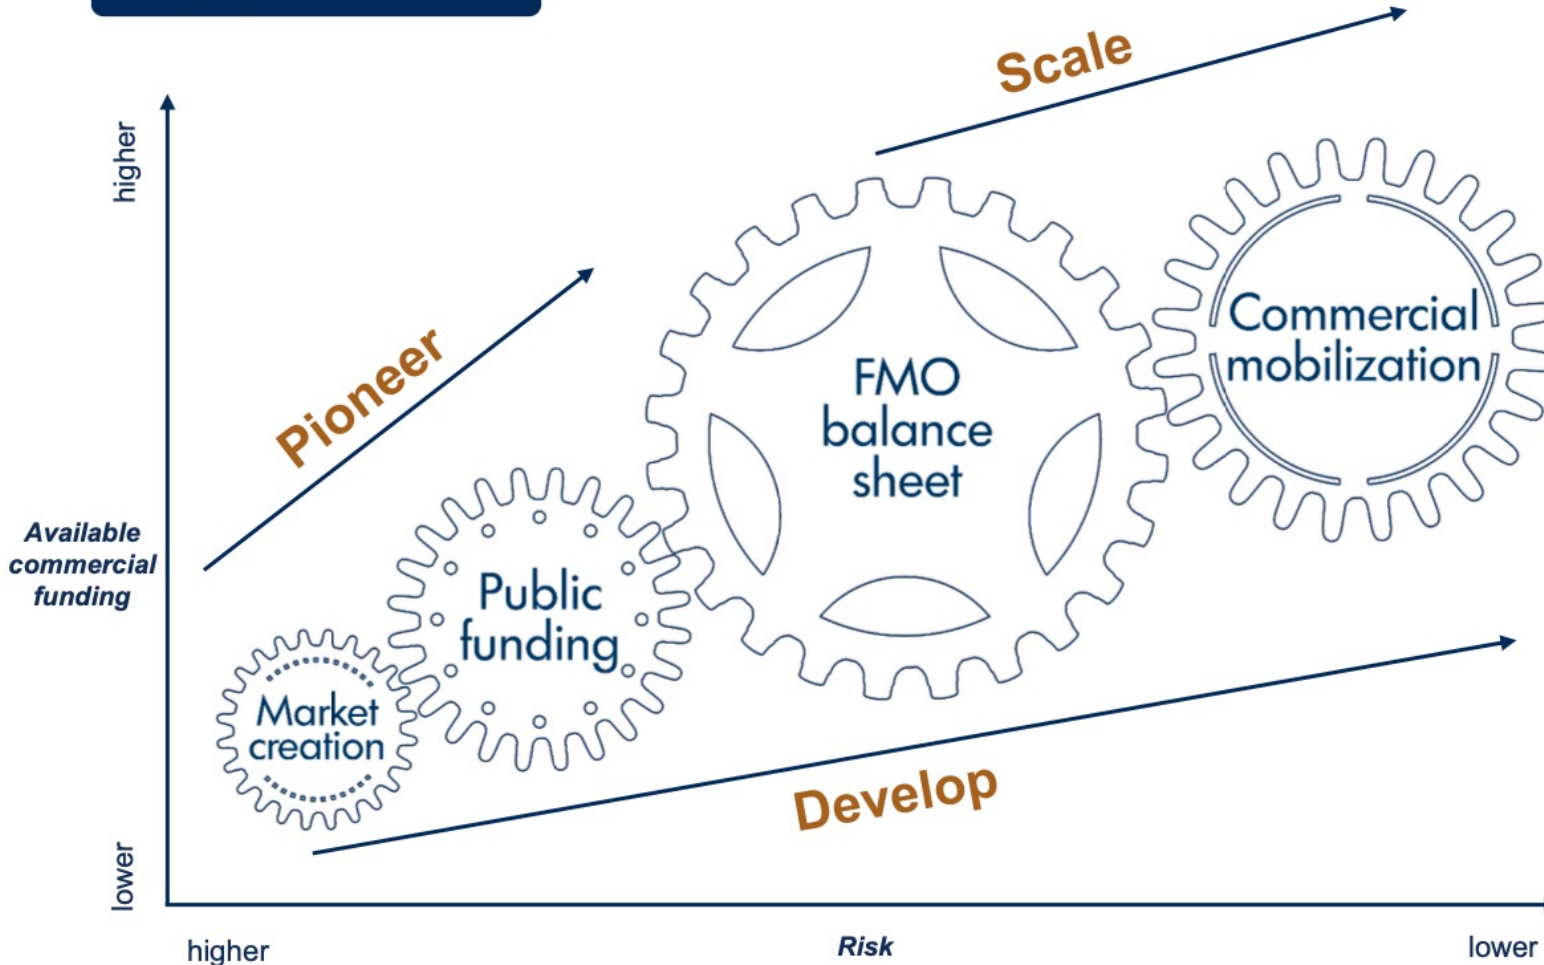 Scale
higher
Pioneer
Commercial
mobilization
FMO
balance
sheet
Available
commercial
funding
Public
funding
Market
creation
Develop
lower
higher
Risk
lower